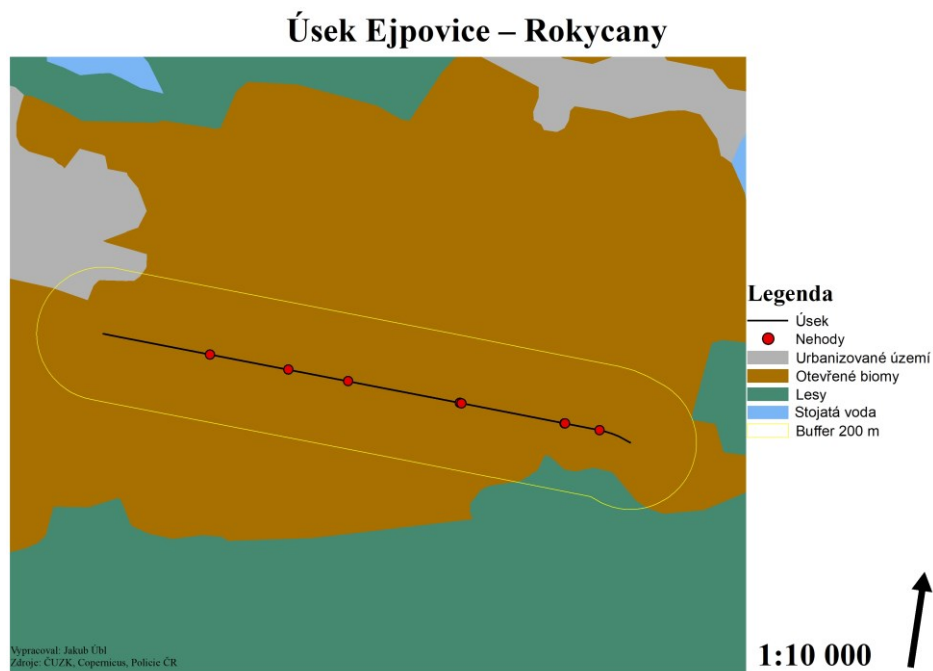 Úsek Ejpovice – Rokycany
Legenda
Úsek
Nehody
Urbanizované území
Otevřené biomy
Lesy
Stojatá voda
Buffer 200 m
Vypracoval: Jakub Úbl
Zdroje: ČUZK, Copernicus, Policie ČR
1:10 000